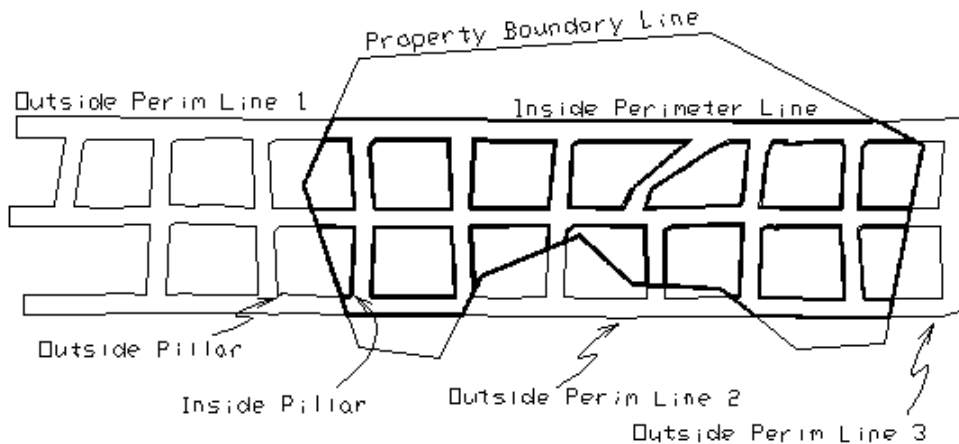 Property Boundary Line
Outside Perim Line 1
Inside Perimeter Line
Outside Pillar
Inside Pillar
Outside Perim Line 2
Outside Perim Line 3